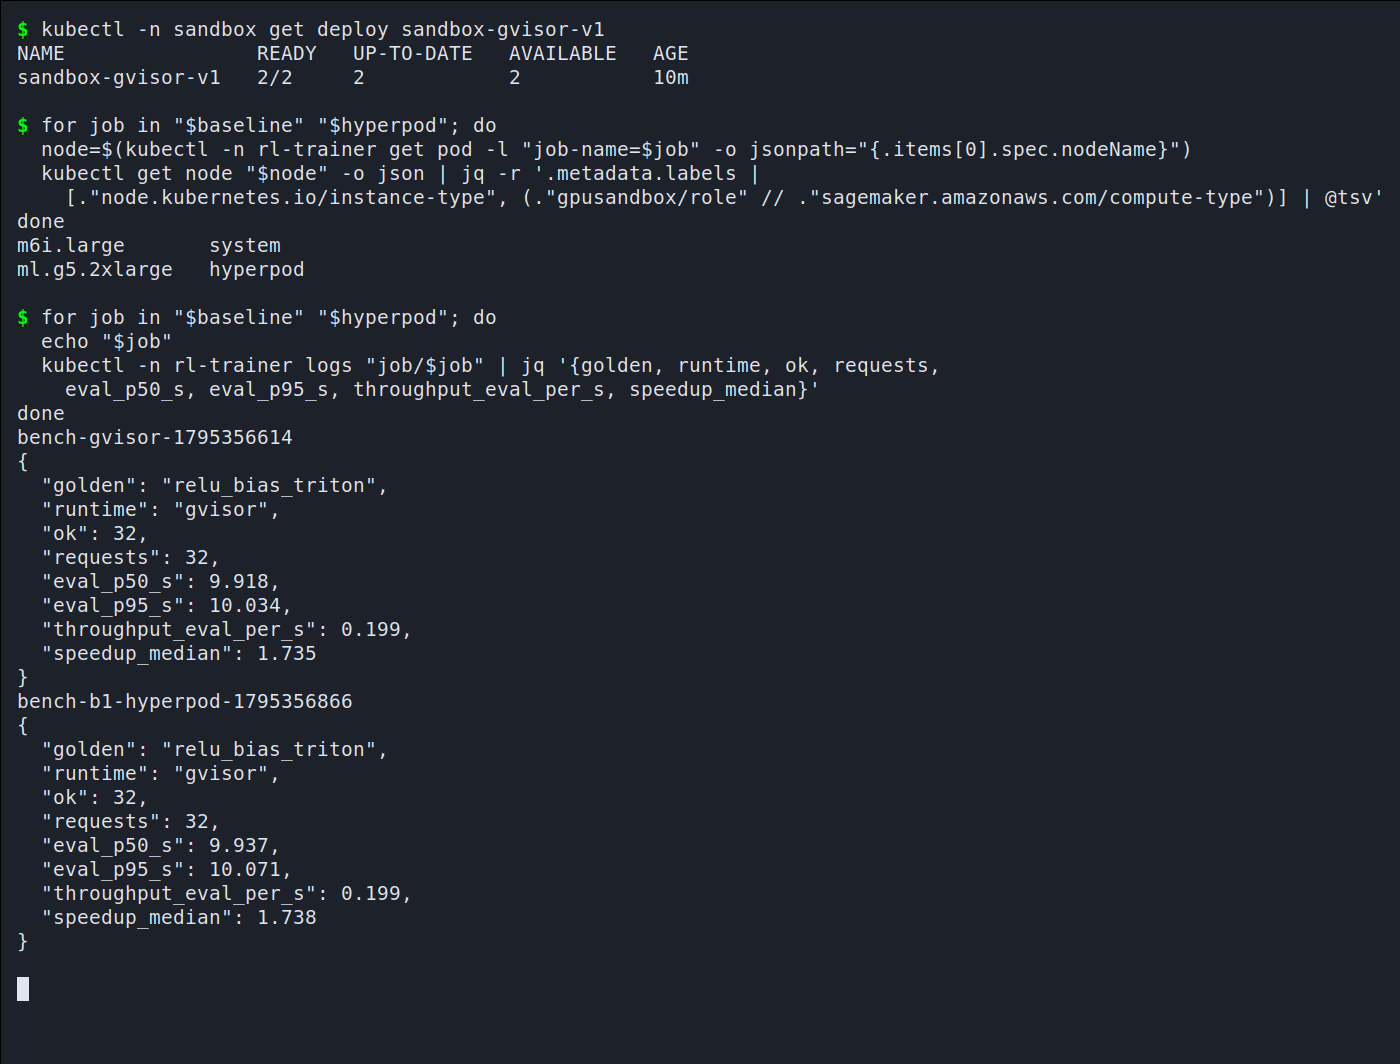 $ kubectl -n sandbox get deploy sandbox-gvisor-v1
NAME                READY   UP-TO-DATE   AVAILABLE   AGE
sandbox-gvisor-v1   2/2     2            2           10m
$ for job in "$baseline" "$hyperpod"; do
  node=$(kubectl -n rl-trainer get pod -l "job-name=$job" -o jsonpath="{.items[0].spec.nodeName}")
  kubectl get node "$node" -o json | jq -r '.metadata.labels |
    [."node.kubernetes.io/instance-type", (."gpusandbox/role" // ."sagemaker.amazonaws.com/compute-type")] | @tsv'
done
m6i.large       system
ml.g5.2xlarge   hyperpod
$ for job in "$baseline" "$hyperpod"; do
  echo "$job"
  kubectl -n rl-trainer logs "job/$job" | jq '{golden, runtime, ok, requests,
    eval_p50_s, eval_p95_s, throughput_eval_per_s, speedup_median}'
done
bench-gvisor-1795356614
{
  "golden": "relu_bias_triton",
  "runtime": "gvisor",
  "ok": 32,
  "requests": 32,
  "eval_p50_s": 9.918,
  "eval_p95_s": 10.034,
  "throughput_eval_per_s": 0.199,
  "speedup_median": 1.735
}
bench-b1-hyperpod-1795356866
{
  "golden": "relu_bias_triton",
  "runtime": "gvisor",
  "ok": 32,
  "requests": 32,
  "eval_p50_s": 9.937,
  "eval_p95_s": 10.071,
  "throughput_eval_per_s": 0.199,
  "speedup_median": 1.738
}